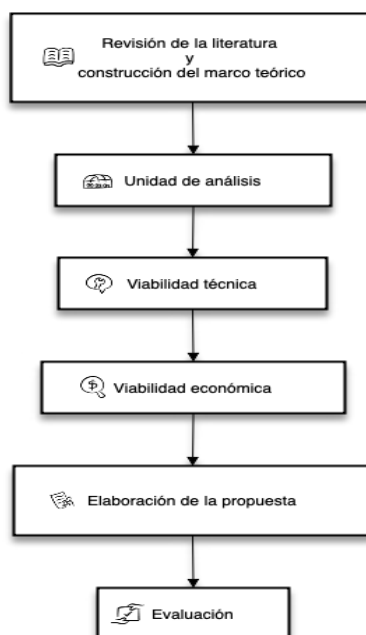 Revisión de la literatura
y
construcción del marco teórico
Unidad de análisis
Viabilidad técnica
Viabilidad económica
Elaboración de la propuesta
Evaluación